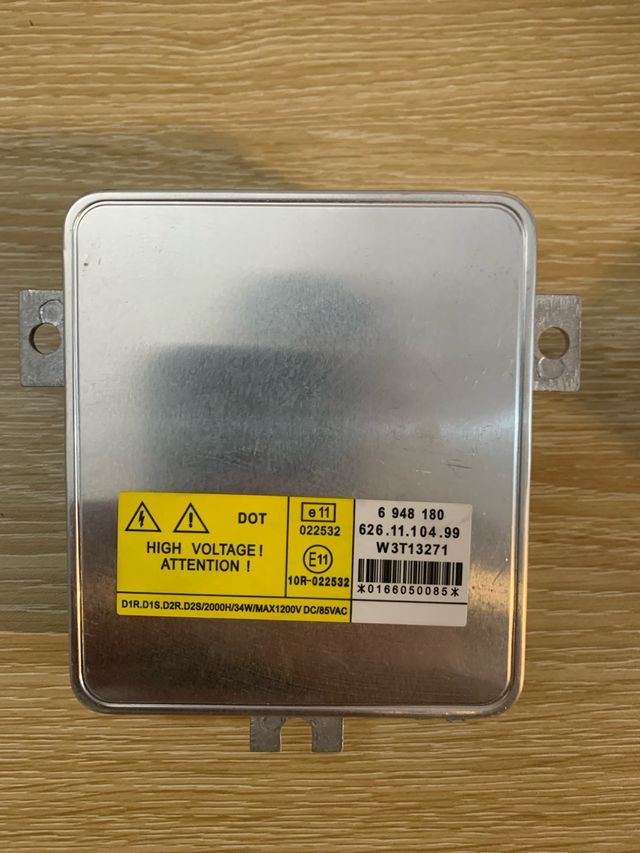 DOT
HIGH VOLTAGE!
ATTENTION !
e11
022532
E11
10R-022532
D1R.D1S.D2R.D2S/2000H/34W/MAX1200V DC/85VAC
6 948 180
626.11.104.99
W3T13271
*0166050085*